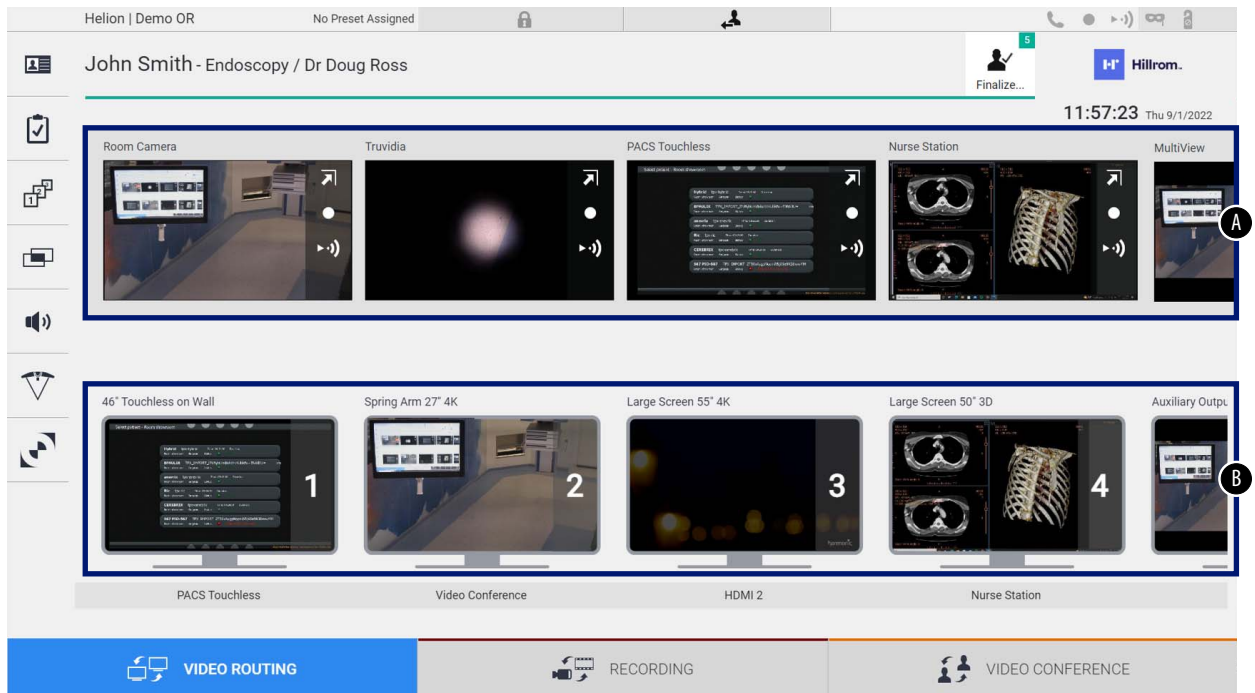 Helion | Demo OR
No Preset Assigned
John Smith - Endoscopy / Dr Doug Ross
5
Finalize...
Hillrom
11:57:23 Thu 9/1/2022
Room Camera
Truvidia
PACS Touchless
Nurse Station
MultiView
A
46" Touchless on Wall
Spring Arm 27" 4K
Large Screen 55" 4K
Large Screen 50" 3D
Auxiliary Outpu
1
2
3
4
B
PACS Touchless
Video Conference
HDMI 2
Nurse Station
VIDEO ROUTING
RECORDING
VIDEO CONFERENCE